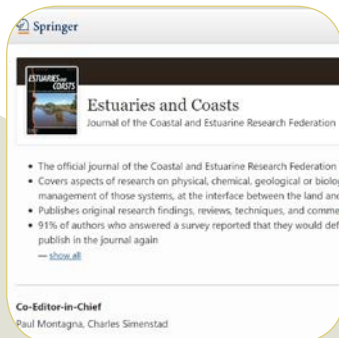 Springer
ESTUARIES AND
COASTS
Estuaries and Coasts
Journal of the Coastal and Estuarine Research Federation
• The official journal of the Coastal and Estuarine Research Federation
• Covers aspects of research on physical, chemical, geological or
management of those systems, at the interface between the land
• Publishes original research findings, reviews, techniques, and
• 91% of authors who answered a survey reported that they would
publish in the journal again
— show all
Co-Editor-in-Chief
Paul Montagna, Charles Simenstad